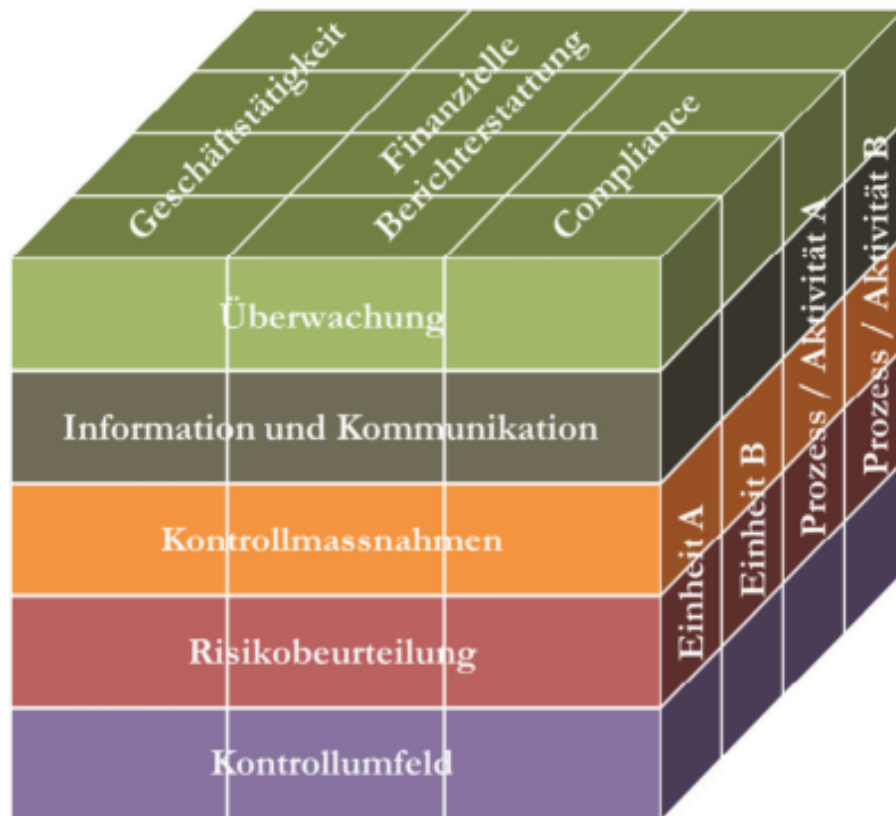 Geschäftstätigkeit
Finanzielle
Berichterstattung
Compliance
Überwachung
Information und Kommunikation
Kontrollmassnahmen
Risikobeurteilung
Kontrollumfeld
Einheit A
Einheit B
Prozess / Aktivität A
Prozess / Aktivität B